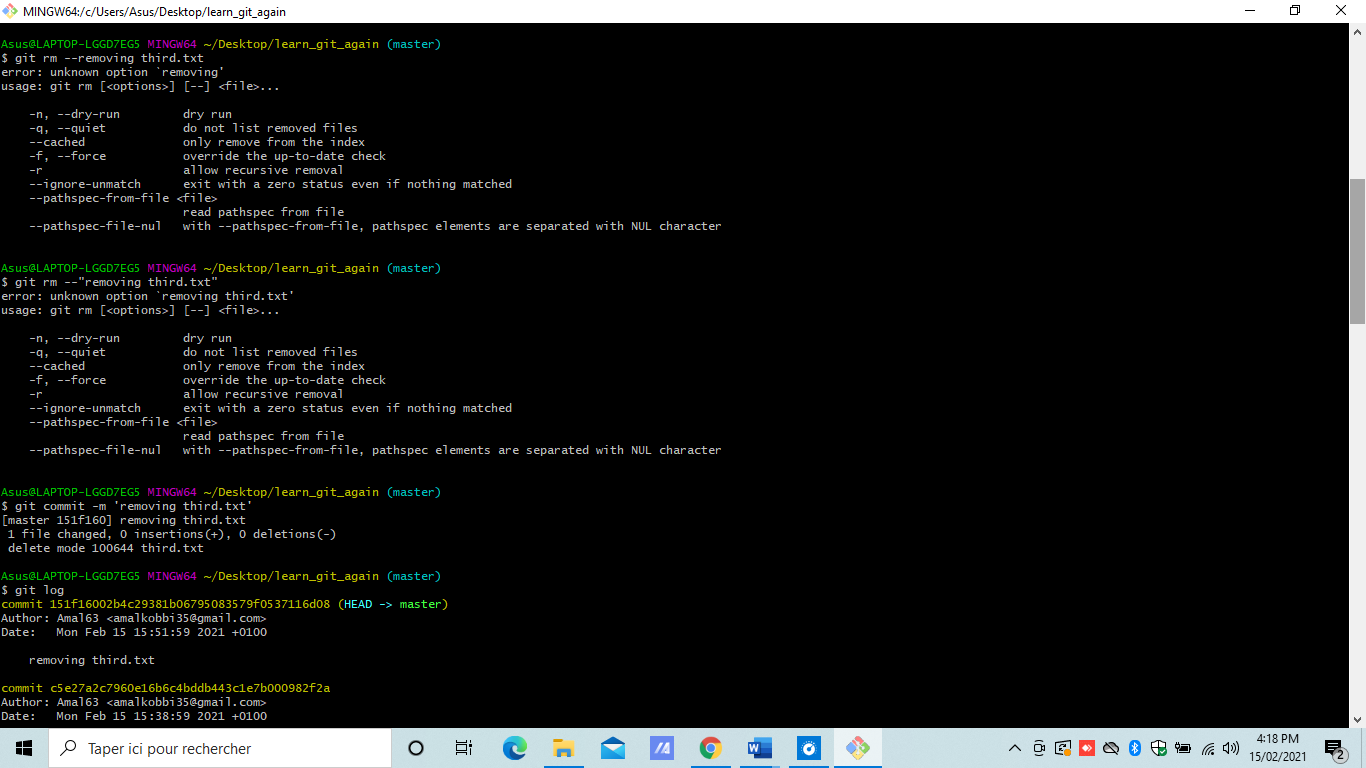 MINGW64:/c/Users/Asus/Desktop/learn_git_again
Asus@LAPTOP-LGGD7EG5 MINGW64 ~/Desktop/learn_git_again (master)
$ git rm --removing third.txt
error: unknown option `removing'
usage: git rm [<options>] [--] <file>...
-n, --dry-run dry run
-q, --quiet do not list removed files
--cached only remove from the index
-f, --force override the up-to-date check
-r allow recursive removal
--ignore-unmatch exit with a zero status even if nothing matched
--pathspec-from-file <file>
read pathspec from file
--pathspec-file-nul with --pathspec-from-file, pathspec elements are separated with NUL character
Asus@LAPTOP-LGGD7EG5 MINGW64 ~/Desktop/learn_git_again (master)
$ git rm --"removing third.txt"
error: unknown option `removing third.txt'
usage: git rm [<options>] [--] <file>...
-n, --dry-run dry run
-q, --quiet do not list removed files
--cached only remove from the index
-f, --force override the up-to-date check
-r allow recursive removal
--ignore-unmatch exit with a zero status even if nothing matched
--pathspec-from-file <file>
read pathspec from file
--pathspec-file-nul with --pathspec-from-file, pathspec elements are separated with NUL character
Asus@LAPTOP-LGGD7EG5 MINGW64 ~/Desktop/learn_git_again (master)
$ git commit -m 'removing third.txt'
[master 151f160] removing third.txt
1 file changed, 0 insertions(+), 0 deletions(-)
delete mode 100644 third.txt
Asus@LAPTOP-LGGD7EG5 MINGW64 ~/Desktop/learn_git_again (master)
$ git log
commit 151f16002b4c29381b06795083579f0537116d08 (HEAD -> master)
Author: Amal63 <amalkobbi35@gmail.com>
Date: Mon Feb 15 15:51:59 2021 +0100
removing third.txt
commit c5e27a2c7960e16b6c4bddb443c1e7b000982f2a
Author: Amal63 <amalkobbi35@gmail.com>
Date: Mon Feb 15 15:38:59 2021 +0100
Taper ici pour rechercher
4:18 PM
15/02/2021
2